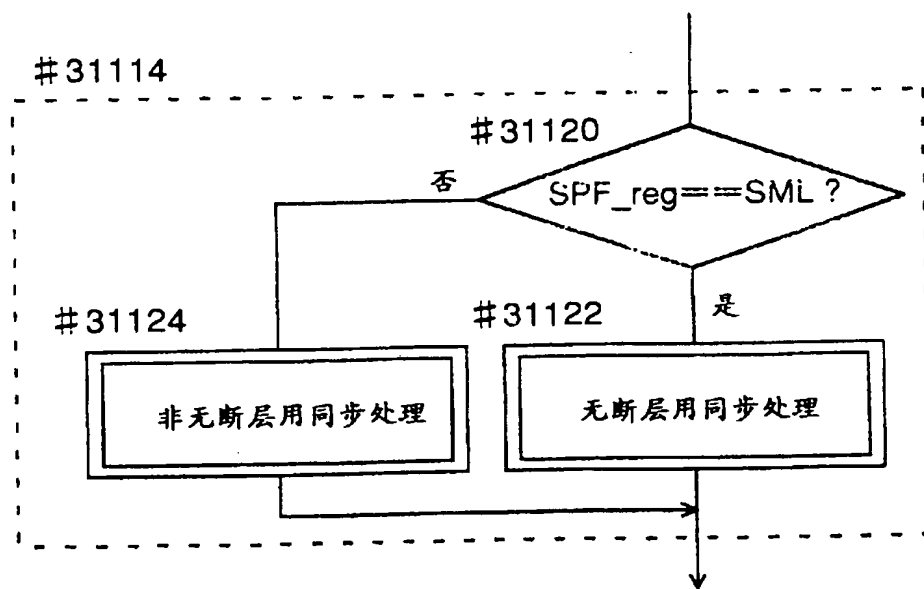 #31114
#31120
否
SPF_reg==SML?
是
#31124
#31122
非无断层用同步处理
无断层用同步处理